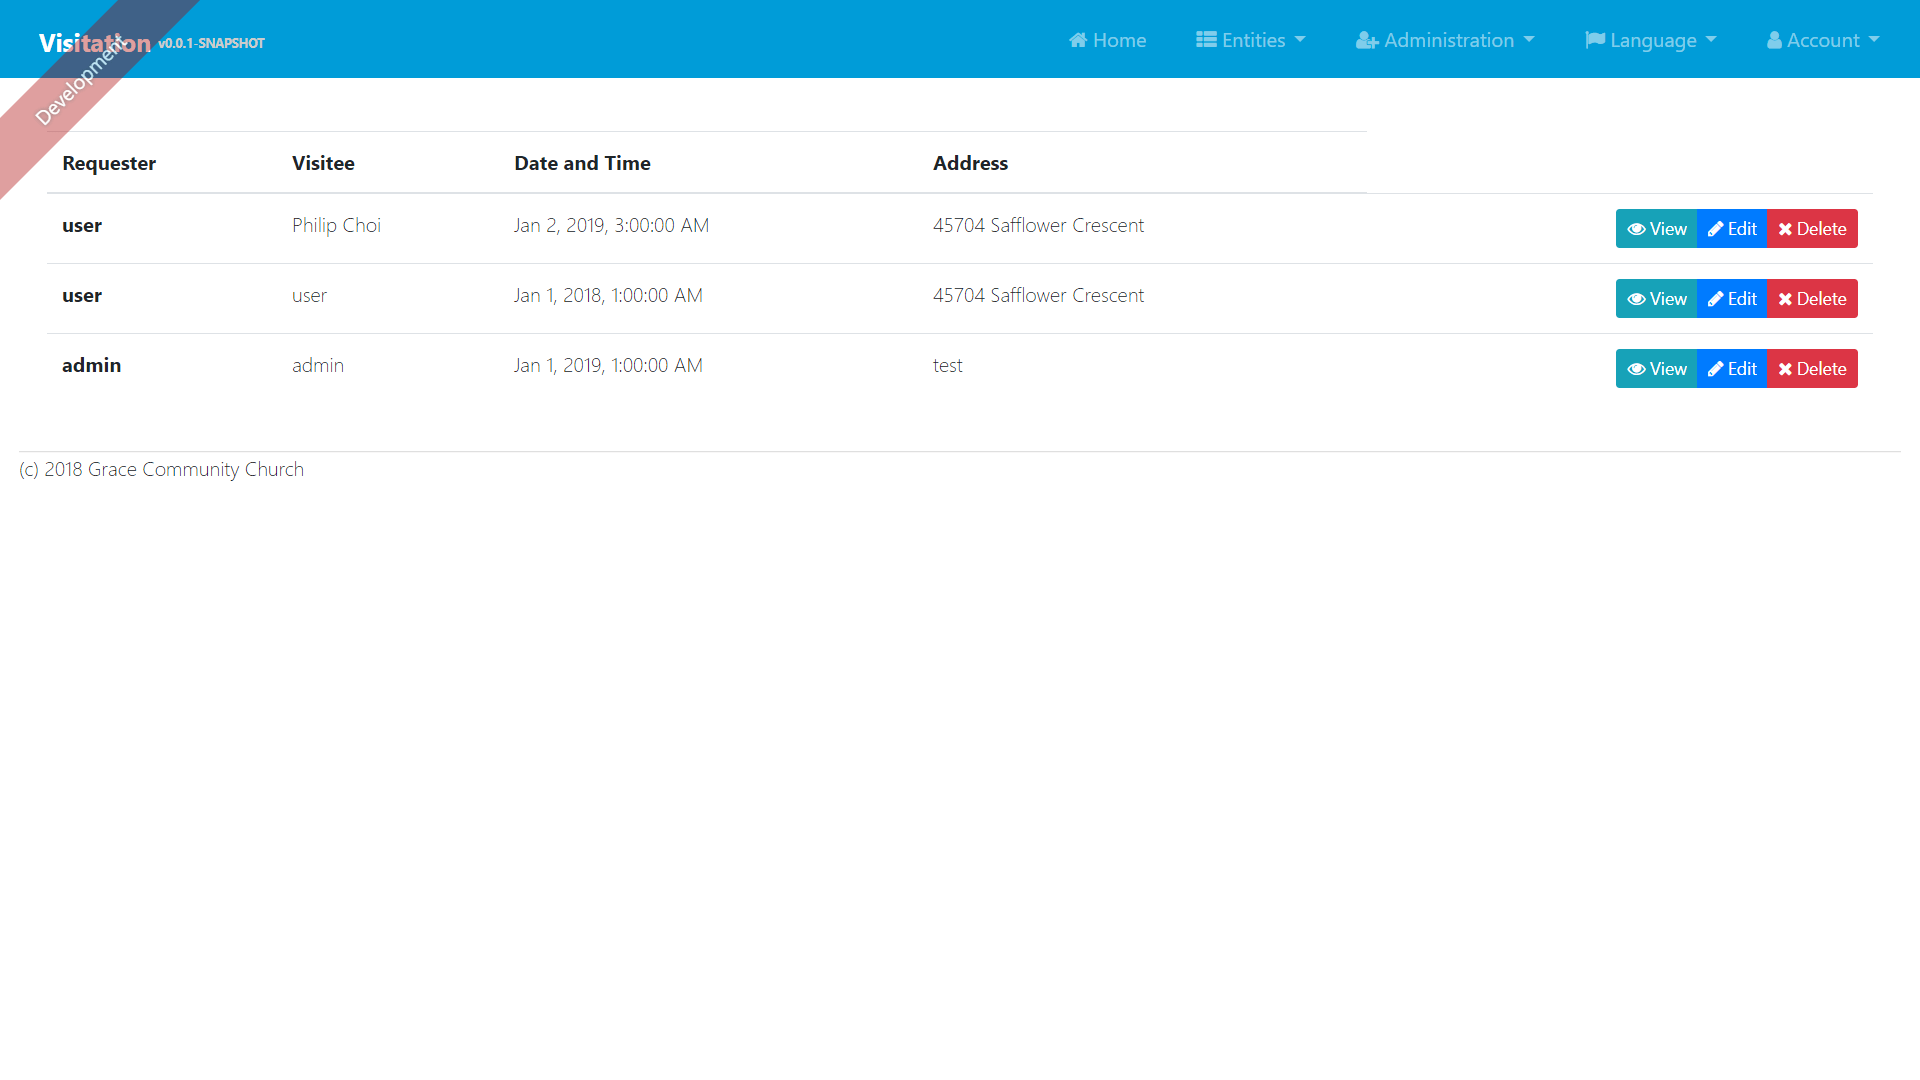 Visitation v0.0.1-SNAPSHOT Home Entities Administration Language Account
Development
Requester Visitee Date and Time Address
user Philip Choi Jan 2, 2019, 3:00:00 AM 45704 Safflower Crescent View Edit Delete
user user Jan 1, 2018, 1:00:00 AM 45704 Safflower Crescent View Edit Delete
admin admin Jan 1, 2019, 1:00:00 AM test View Edit Delete
(c) 2018 Grace Community Church